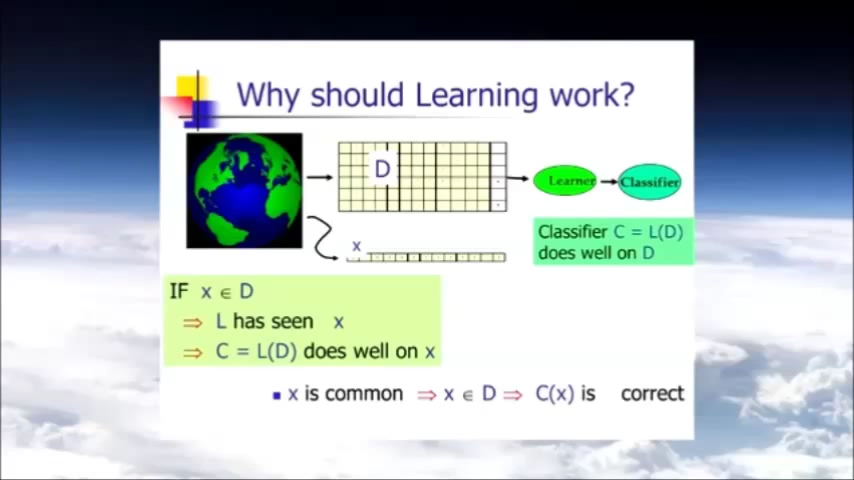 Why should Learning work?
D
Learner
Classifier
x
Classifier C = L(D)
does well on D
IF x ∈ D
⇒ L has seen x
⇒ C = L(D) does well on x
▪ x is common ⇒ x ∈ D ⇒ C(x) is correct